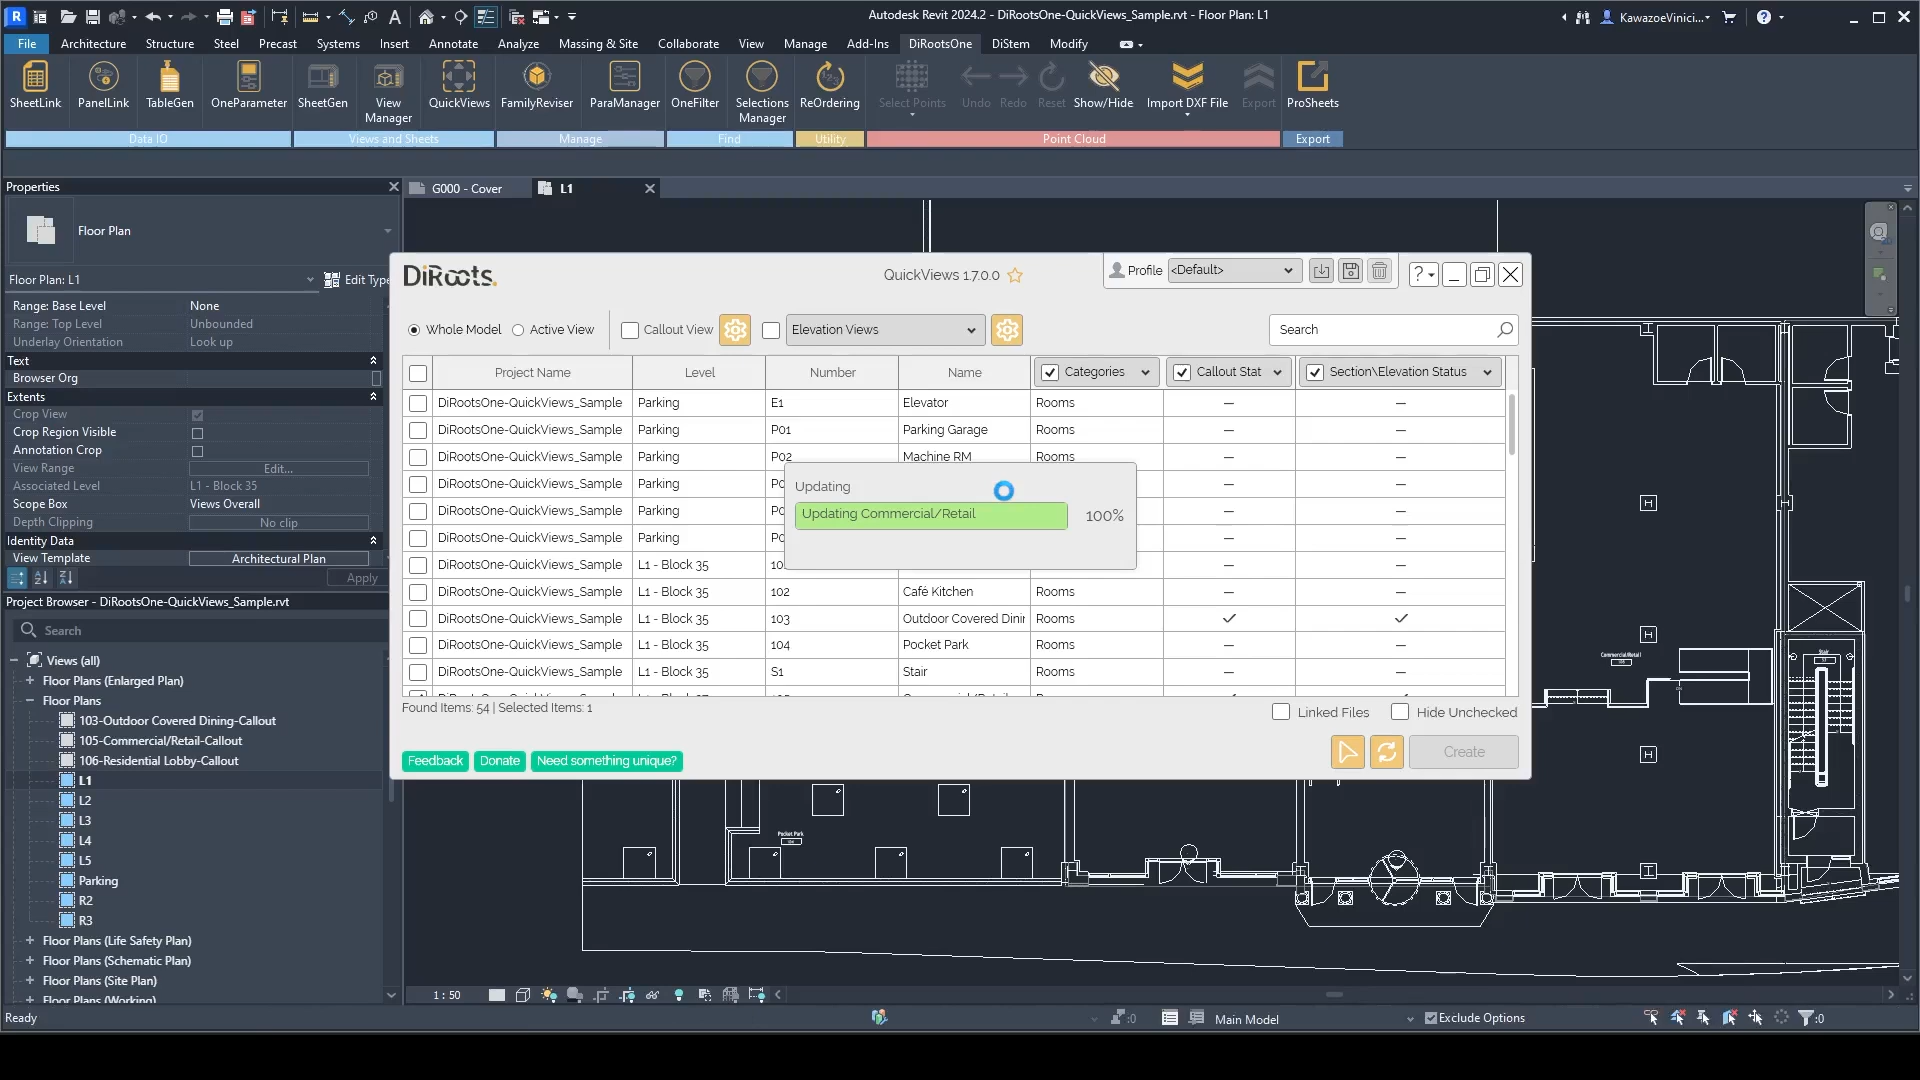 Autodesk Revit 2024.2 - DiRootsOne-QuickViews_Sample.rvt - Floor Plan: L1
KawazoeVinici...
File Architecture Structure Steel Precast Systems Insert Annotate Analyze Massing & Site Collaborate View Manage Add-Ins DiRootsOne DiStem Modify
SheetLink PanelLink TableGen OneParameter SheetGen View Manager QuickViews FamilyReviser ParaManager OneFilter Selections Manager ReOrdering Select Points Undo Redo Reset Show/Hide Import DXF File Export ProSheets
Data IO Views and Sheets Manage Find Utility Point Cloud Export
Properties
G000 - Cover
L1
Floor Plan
Floor Plan: L1
Edit Type
Range: Base Level None
Range: Top Level Unbounded
Underlay Orientation Look up
Text
Browser Org
Extents
Crop View
Crop Region Visible
Annotation Crop
View Range Edit...
Associated Level L1 - Block 35
Scope Box Views Overall
Depth Clipping No clip
Identity Data
View Template Architectural Plan
Apply
Project Browser - DiRootsOne-QuickViews_Sample.rvt
Search
Views (all)
Floor Plans (Enlarged Plan)
Floor Plans
103-Outdoor Covered Dining-Callout
105-Commercial/Retail-Callout
106-Residential Lobby-Callout
L1
L2
L3
L4
L5
Parking
R2
R3
Floor Plans (Life Safety Plan)
Floor Plans (Schematic Plan)
Floor Plans (Site Plan)
Floor Plans (Working)
DiRoots.
QuickViews 1.7.0.0
Profile <Default>
?
Whole Model Active View Callout View Elevation Views Search
Project Name Level Number Name Categories Callout Stat Section\Elevation Status
DiRootsOne-QuickViews_Sample Parking E1 Elevator Rooms – –
DiRootsOne-QuickViews_Sample Parking P01 Parking Garage Rooms – –
DiRootsOne-QuickViews_Sample Parking P02 Machine RM Rooms – –
DiRootsOne-QuickViews_Sample Parking – –
DiRootsOne-QuickViews_Sample Parking – –
DiRootsOne-QuickViews_Sample Parking – –
DiRootsOne-QuickViews_Sample L1 - Block 35 – –
DiRootsOne-QuickViews_Sample L1 - Block 35 102 Café Kitchen Rooms – –
DiRootsOne-QuickViews_Sample L1 - Block 35 103 Outdoor Covered Dinin Rooms
DiRootsOne-QuickViews_Sample L1 - Block 35 104 Pocket Park Rooms – –
DiRootsOne-QuickViews_Sample L1 - Block 35 S1 Stair Rooms – –
Updating
Updating Commercial/Retail 100%
Found Items: 54 | Selected Items: 1
Linked Files Hide Unchecked
Feedback Donate Need something unique?
Create
Commercial/Retail
Stair
Pocket Park
104
1 : 50
Ready
:0
Main Model
Exclude Options
:0